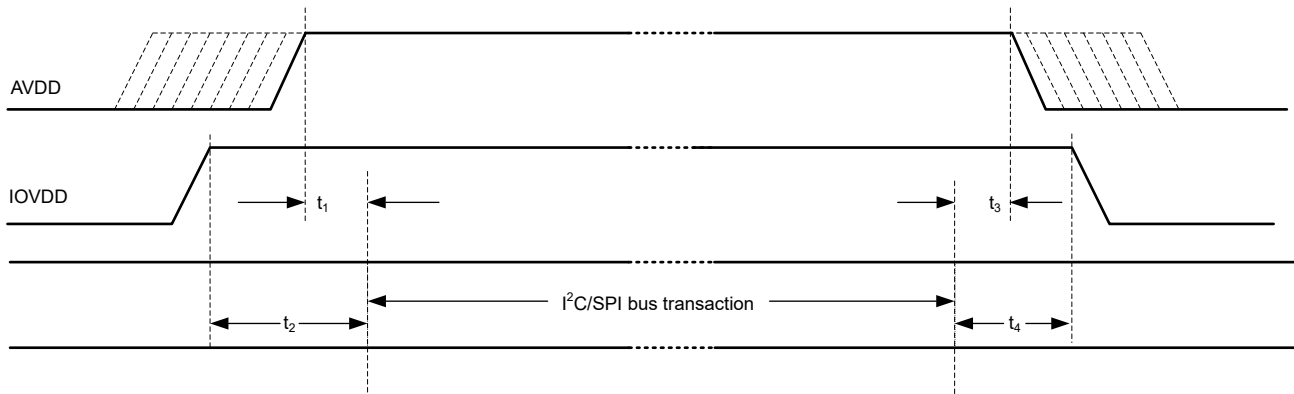 AVDD
IOVDD
t₁
t₃
I²C/SPI bus transaction
t₂
t₄